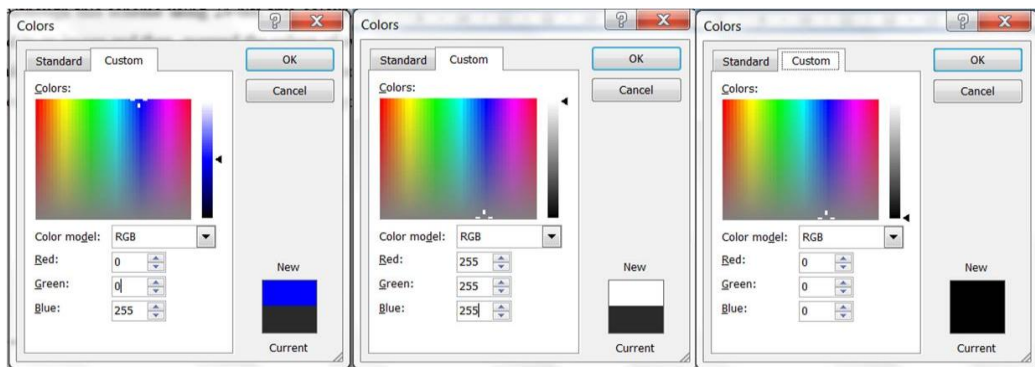 Colors
Standard Custom
OK
Cancel
Colors:
Color model: RGB
Red: 0
Green: 0
Blue: 255
New
Current
Colors
Standard Custom
OK
Cancel
Colors:
Color model: RGB
Red: 255
Green: 255
Blue: 255
New
Current
Colors
Standard Custom
OK
Cancel
Colors:
Color model: RGB
Red: 0
Green: 0
Blue: 0
New
Current